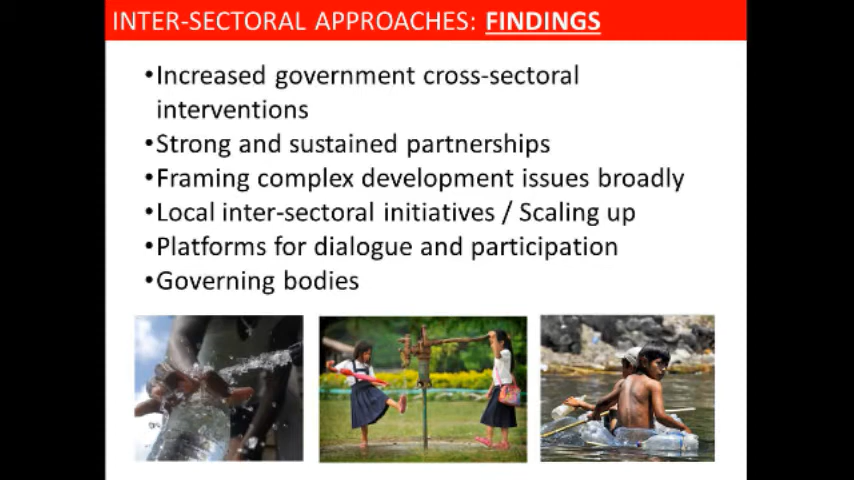 INTER-SECTORAL APPROACHES: FINDINGS
•Increased government cross-sectoral
interventions
•Strong and sustained partnerships
•Framing complex development issues broadly
•Local inter-sectoral initiatives / Scaling up
•Platforms for dialogue and participation
•Governing bodies